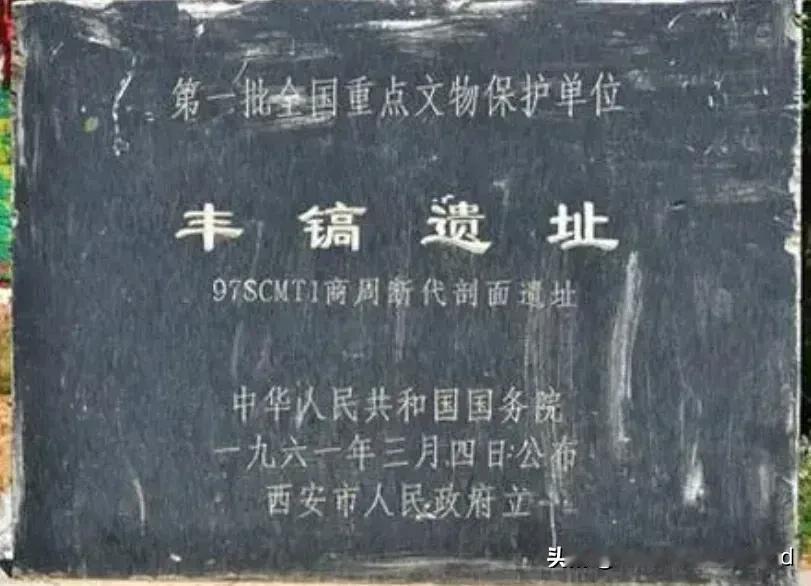 第一批全国重点文物保护单位
丰镐遗址
97SCMT1商周断代剖面遗址
中华人民共和国国务院
一九六一年三月四日公布
西安市人民政府立
头
d